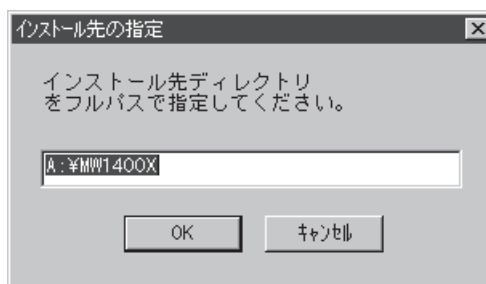 ｲﾝｽﾄｰﾙ先の指定
インストール先ディレクトリ
をフルパスで指定してください。
A:¥MW1400X
OK
ｷｬﾝｾﾙ